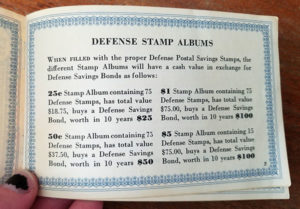 DEFENSE STAMP ALBUMS
WHEN FILLED with the proper Defense Postal Savings Stamps, the
different Stamp Albums will have a cash value in exchange for
Defense Savings Bonds as follows:
25c Stamp Album containing 75
Defense Stamps, has total value
$18.75, buys a Defense Savings
Bond, worth in 10 years $25
50c Stamp Album containing 75
Defense Stamps, has total value
$37.50, buys a Defense Savings
Bond, worth in 10 years $50
$1 Stamp Album containing 75
Defense Stamps, has total value
$75.00, buys a Defense Savings
Bond, worth in 10 years $100
$5 Stamp Album containing 15
Defense Stamps, has total value
$75.00, buys a Defense Savings
Bond, worth in 10 years $100